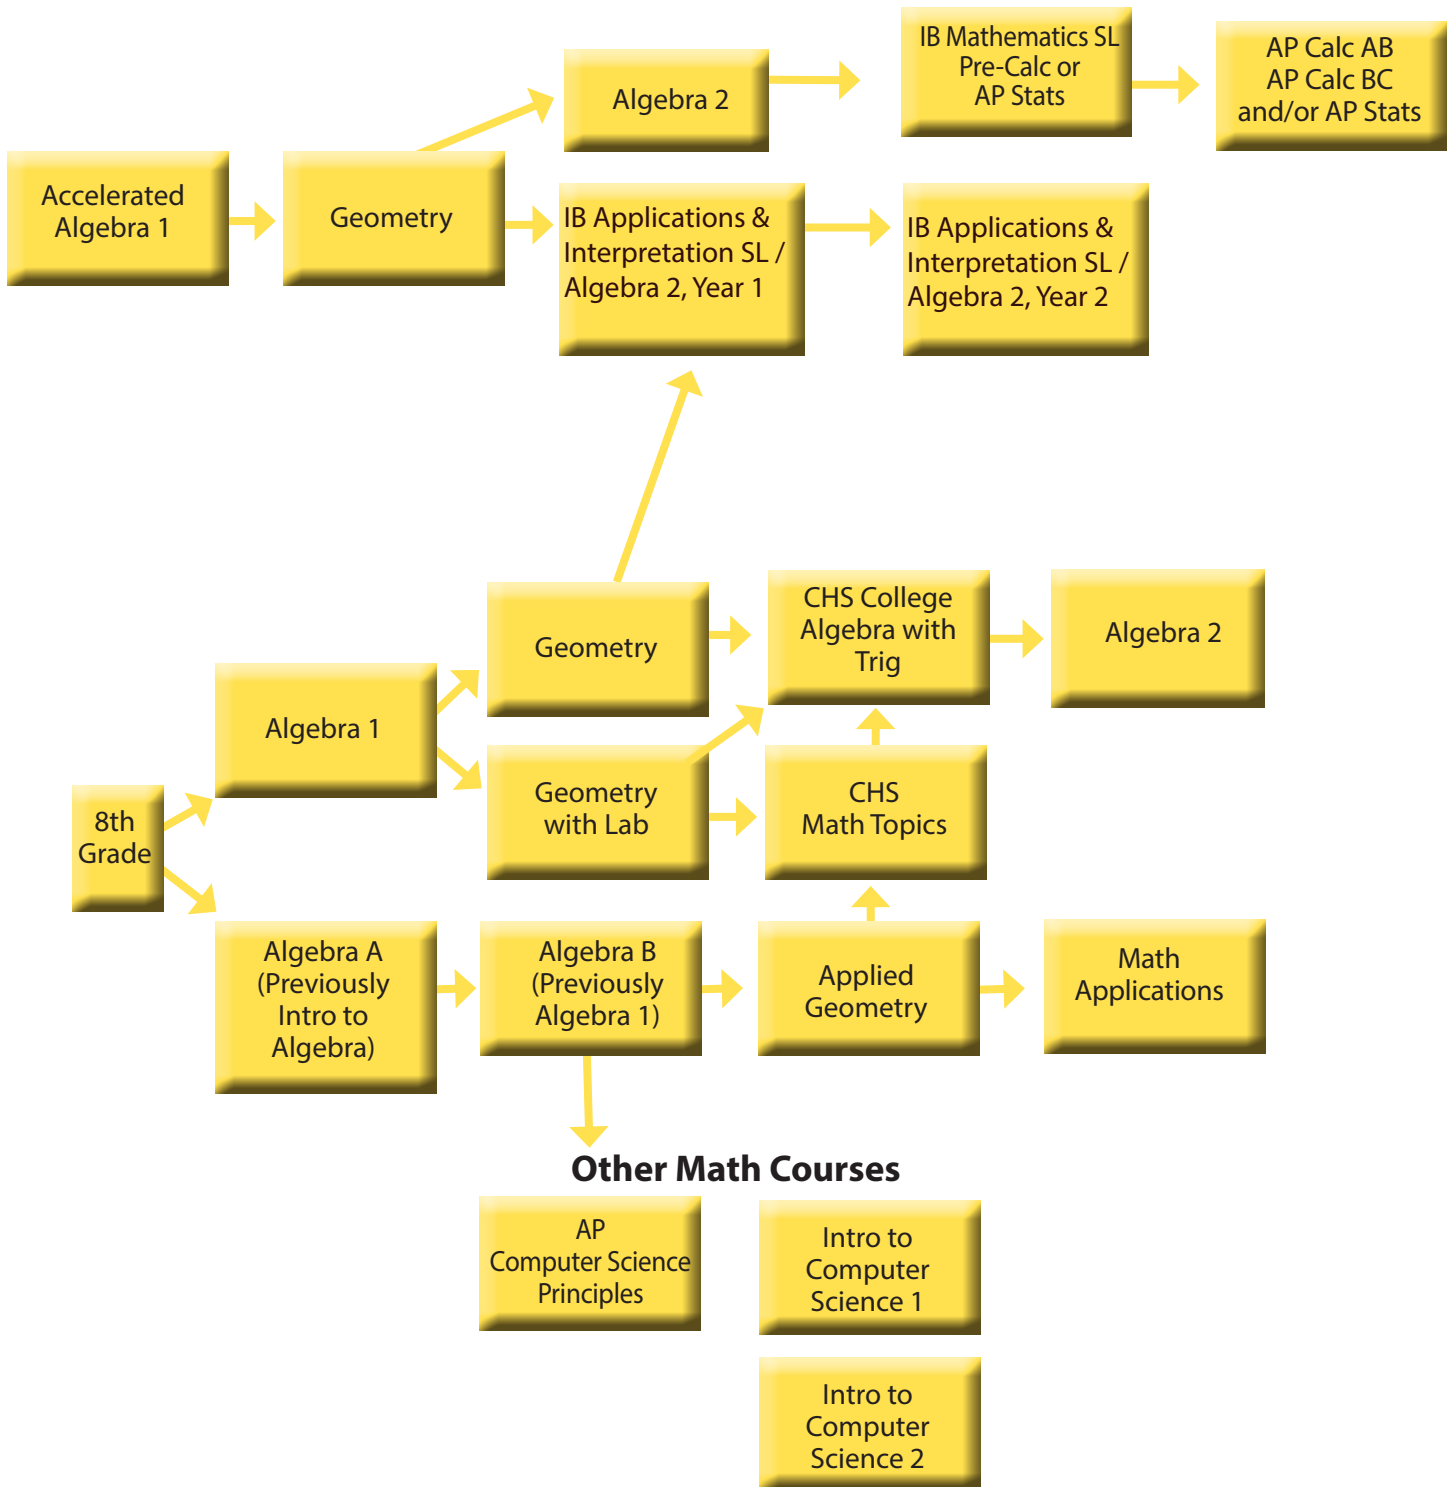 Accelerated
Algebra 1
Geometry
Algebra 2
IB Mathematics SL
Pre-Calc or
AP Stats
AP Calc AB
AP Calc BC
and/or AP Stats
IB Applications &
Interpretation SL /
Algebra 2, Year 1
IB Applications &
Interpretation SL /
Algebra 2, Year 2
8th
Grade
Algebra 1
Geometry
CHS College
Algebra with
Trig
Algebra 2
Geometry
with Lab
CHS
Math Topics
Algebra A
(Previously
Intro to
Algebra)
Algebra B
(Previously
Algebra 1)
Applied
Geometry
Math
Applications
Other Math Courses
AP
Computer Science
Principles
Intro to
Computer
Science 1
Intro to
Computer
Science 2